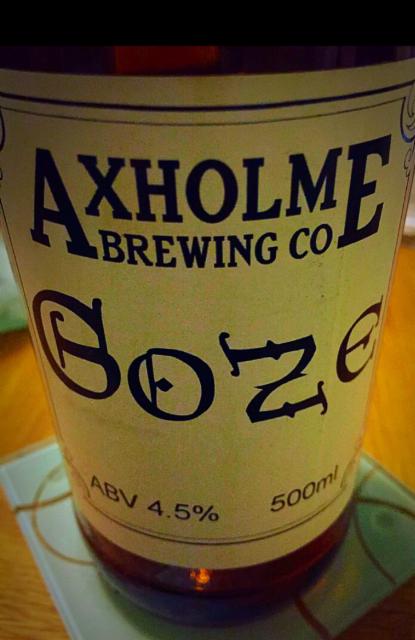 AXHOLME
BREWING CO
GOZE
ABV 4.5% 500ml